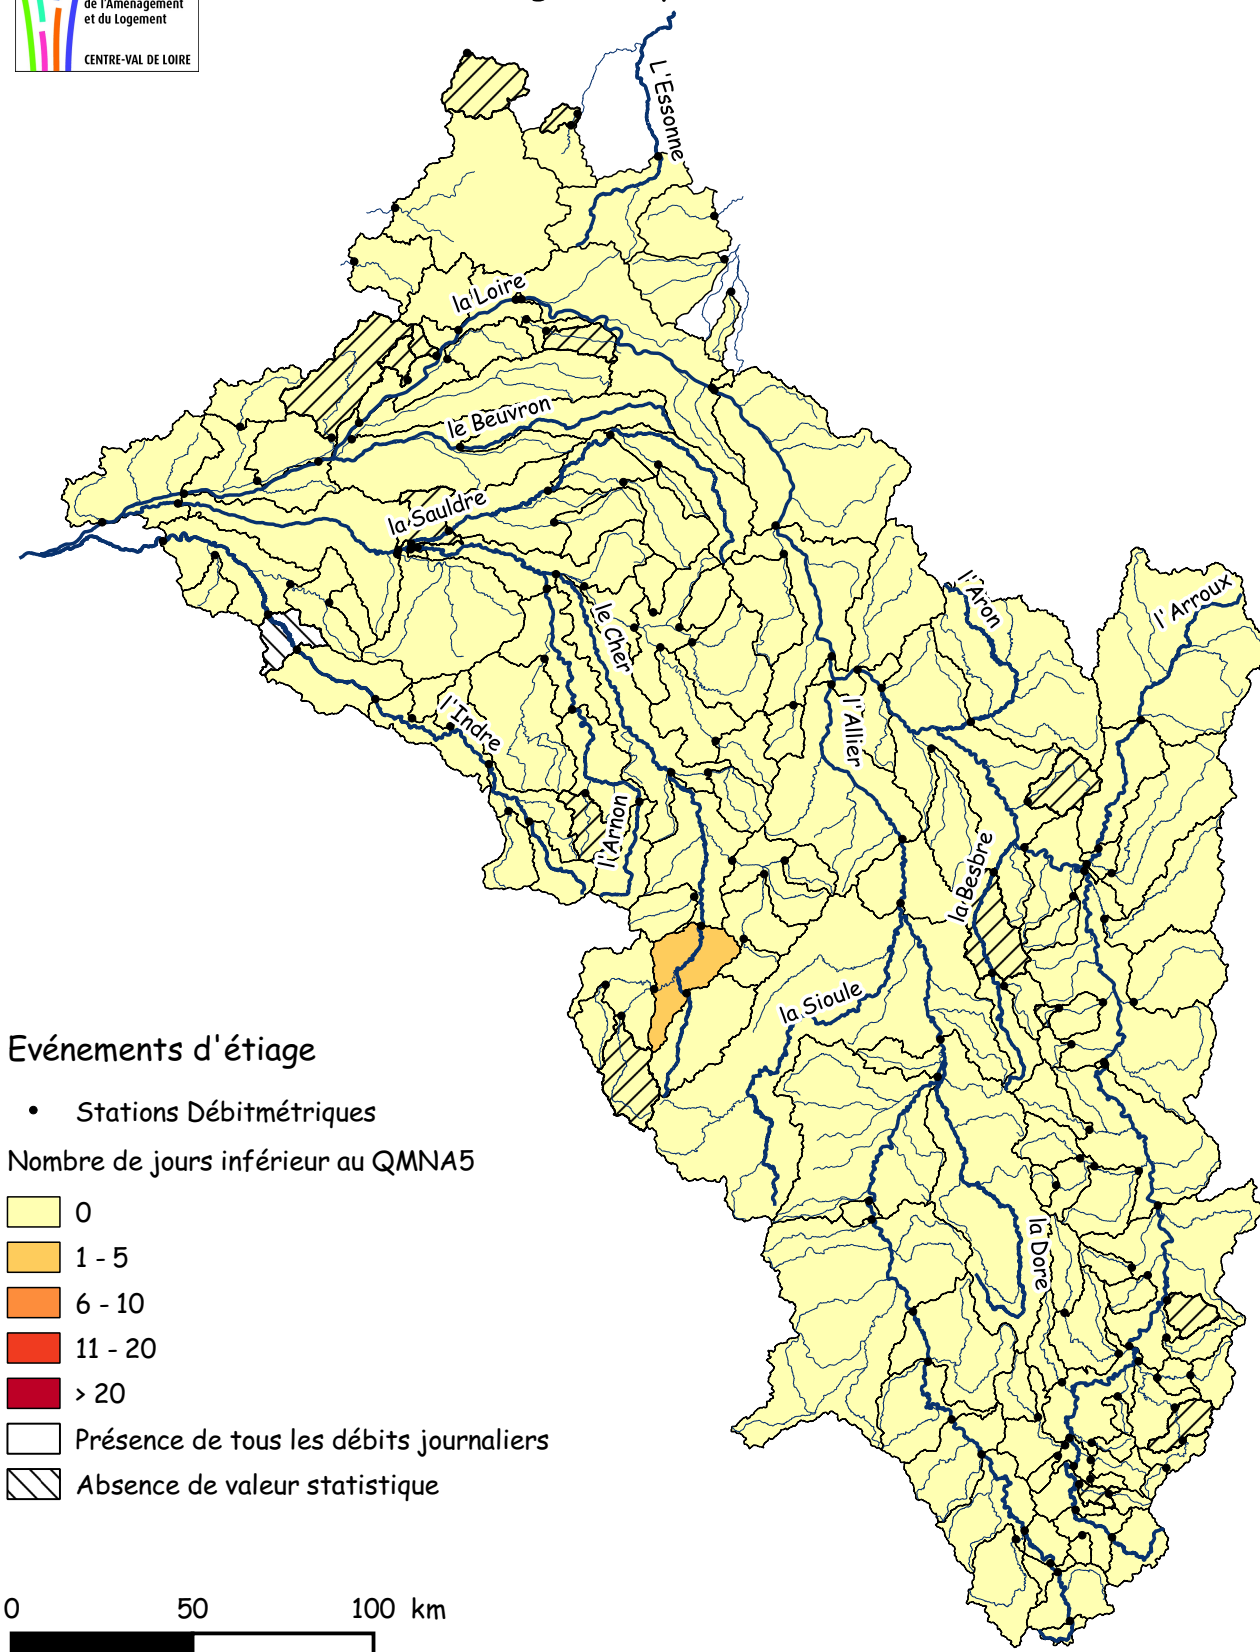 de l'Aménagement
et du Logement
CENTRE-VAL DE LOIRE
L'Essonne
la Loire
le Beuvron
la Sauldre
l'Aron
l' Arroux
le Cher
l'Indre
l'Allier
l'Arnon
la Besbre
la Sioule
la Dore
Evénements d'étiage
Stations Débitmétriques
Nombre de jours inférieur au QMNA5
0
1 - 5
6 - 10
11 - 20
> 20
Présence de tous les débits journaliers
Absence de valeur statistique
0 50 100 km